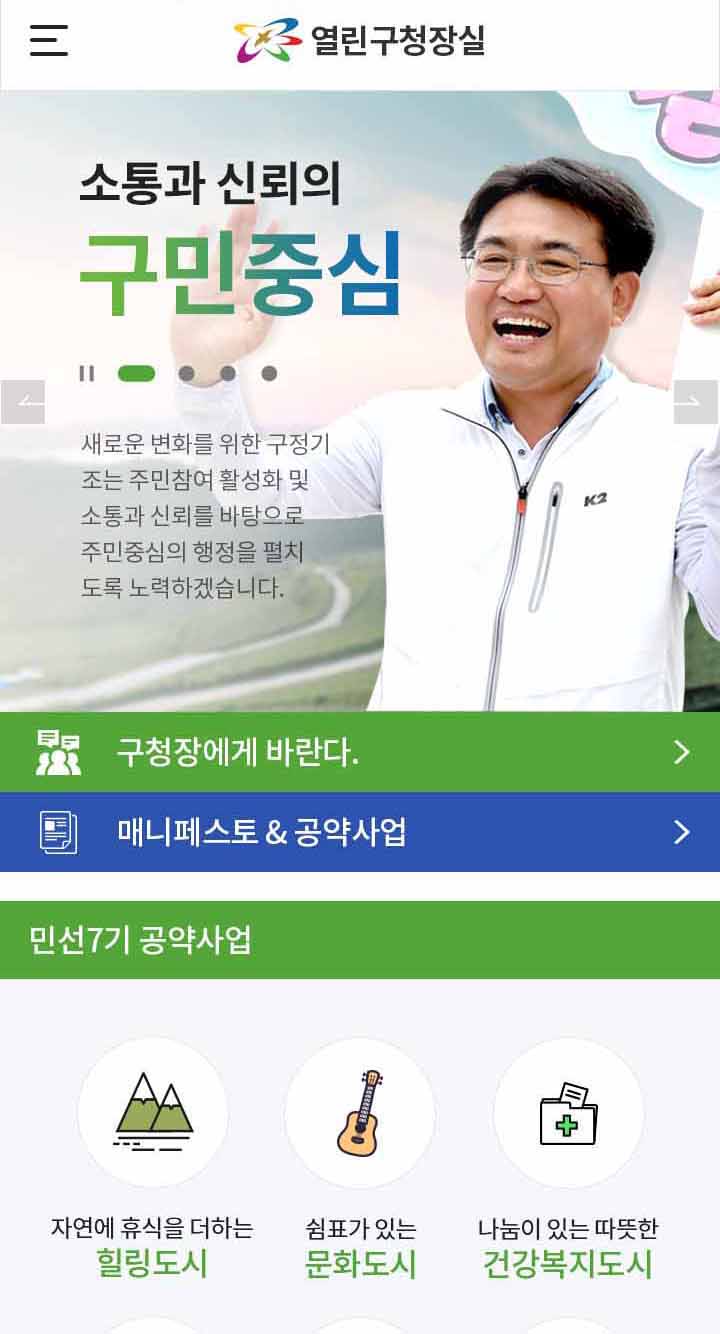 열린구청장실
소통과 신뢰의
구민중심
새로운 변화를 위한 구정기
조는 주민참여 활성화 및
소통과 신뢰를 바탕으로
주민중심의 행정을 펼치
도록 노력하겠습니다.
K2
구청장에게 바란다.
매니페스토 & 공약사업
민선7기 공약사업
자연에 휴식을 더하는
힐링도시
쉼표가 있는
문화도시
나눔이 있는 따뜻한
건강복지도시